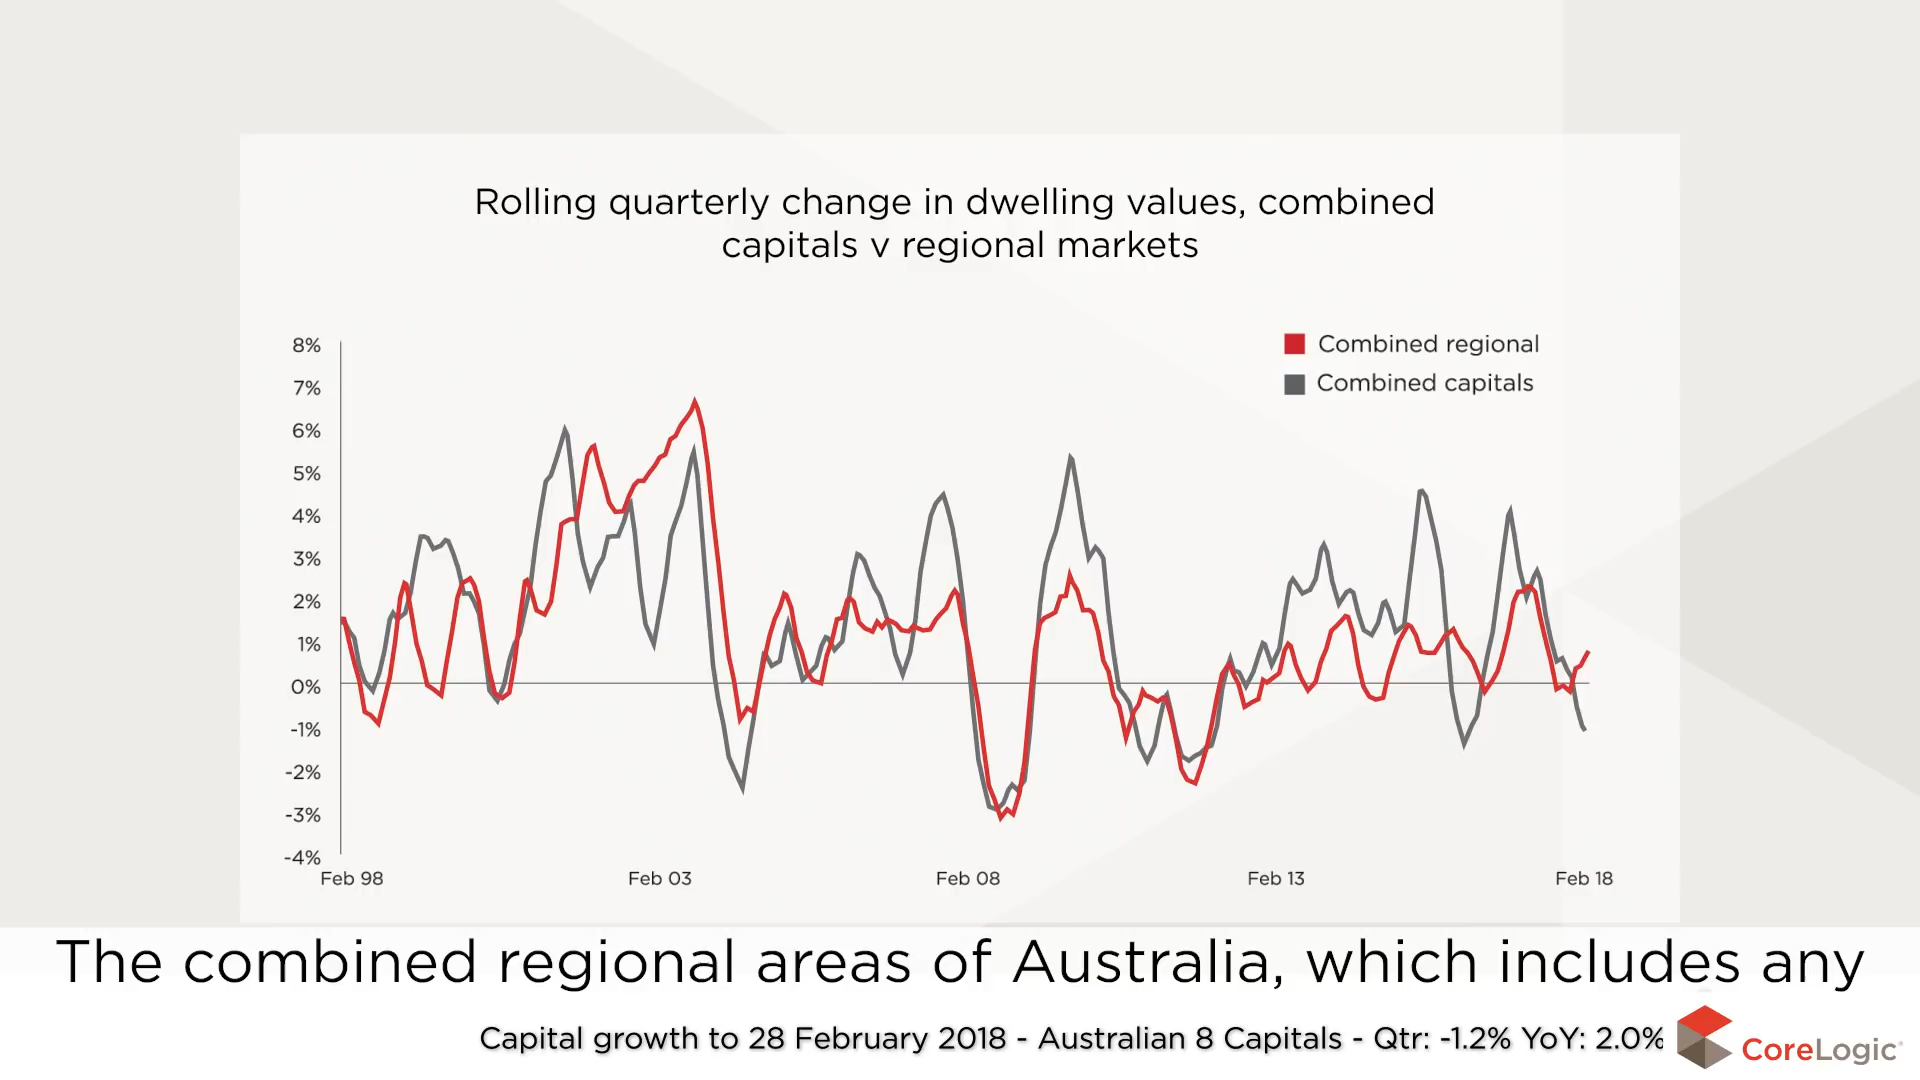 Rolling quarterly change in dwelling values, combined
capitals v regional markets
Combined regional
Combined capitals
8%
7%
6%
5%
4%
3%
2%
1%
0%
-1%
-2%
-3%
-4%
Feb 98
Feb 03
Feb 08
Feb 13
Feb 18
The combined regional areas of Australia, which includes any
Capital growth to 28 February 2018 - Australian 8 Capitals - Qtr: -1.2% YoY: 2.0%
CoreLogic